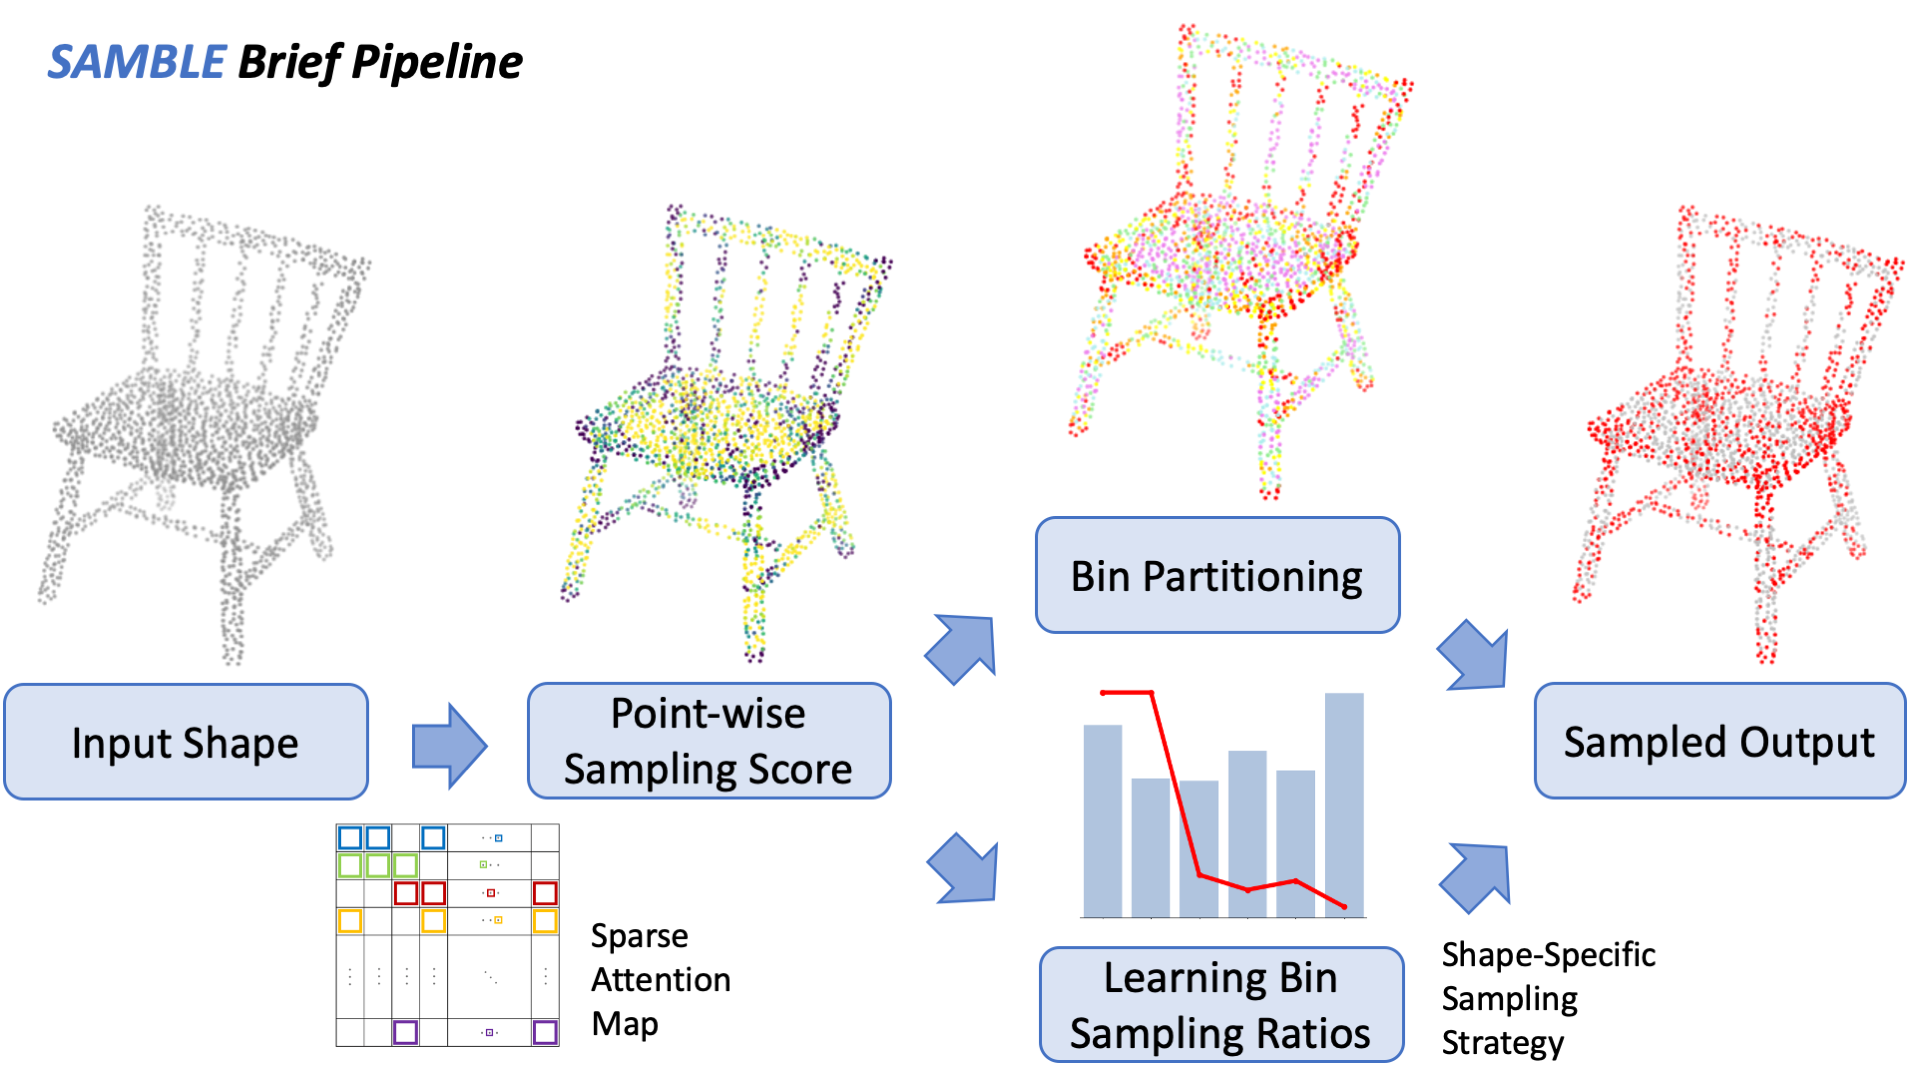 SAMBLE Brief Pipeline
Input Shape
Point-wise
Sampling Score
Sparse
Attention
Map
Bin Partitioning
Learning Bin
Sampling Ratios
Shape-Specific
Sampling
Strategy
Sampled Output